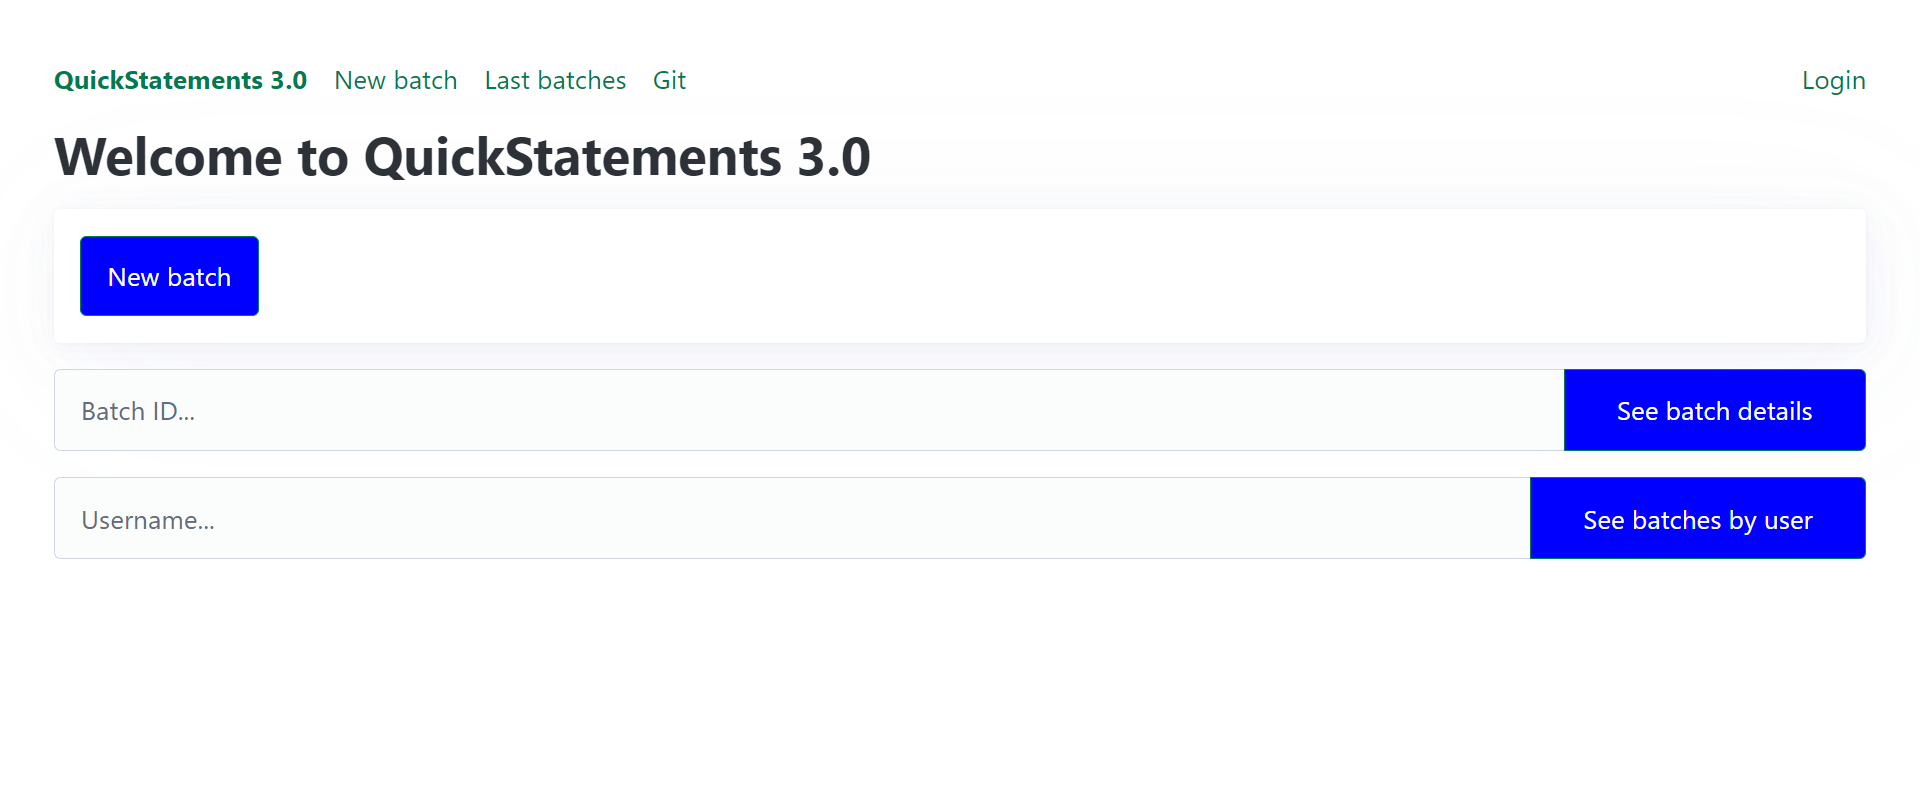 QuickStatements 3.0 New batch Last batches Git Login
Welcome to QuickStatements 3.0
New batch
Batch ID... See batch details
Username... See batches by user